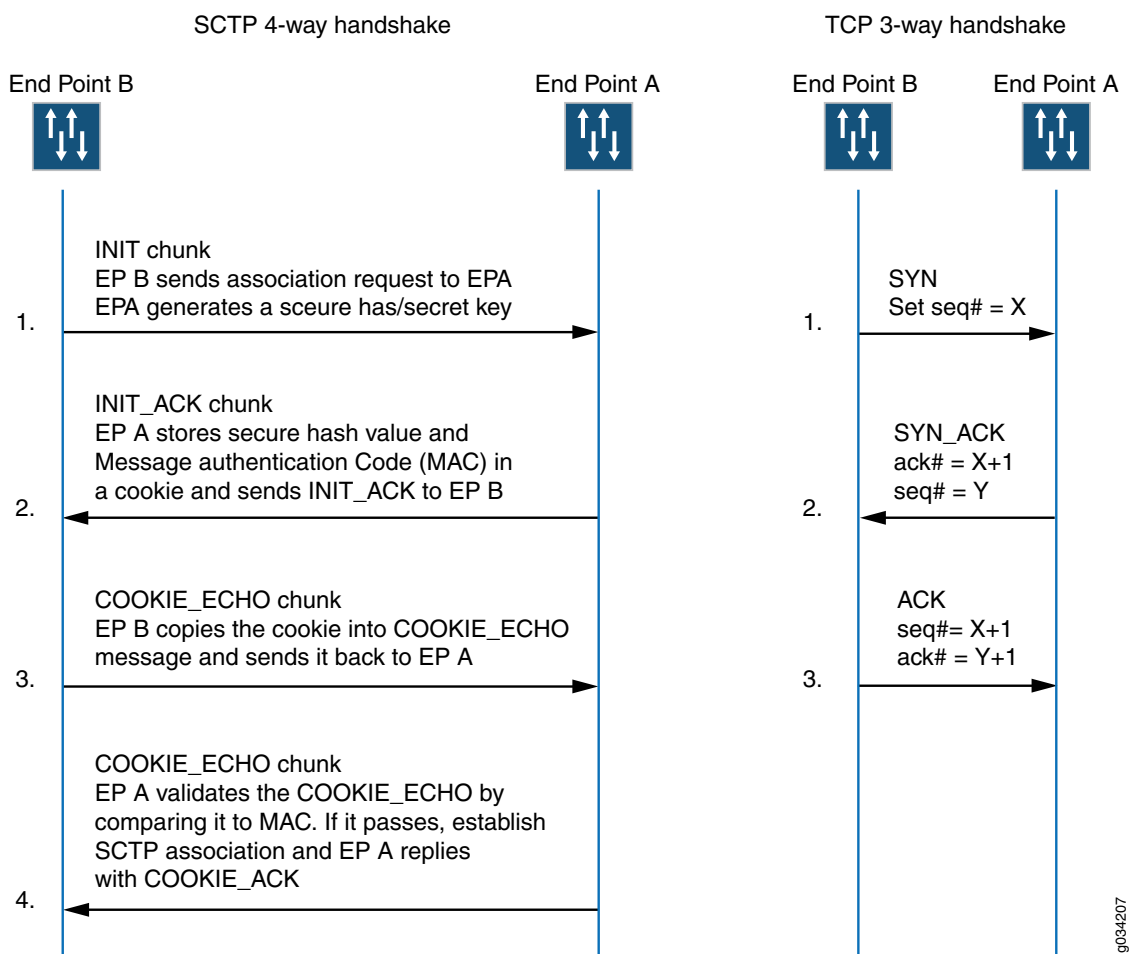 SCTP 4-way handshake
End Point B
End Point A
INIT chunk
EP B sends association request to EPA
EPA generates a sceure has/secret key
1.
INIT_ACK chunk
EP A stores secure hash value and
Message authentication Code (MAC) in
a cookie and sends INIT_ACK to EP B
2.
COOKIE_ECHO chunk
EP B copies the cookie into COOKIE_ECHO
message and sends it back to EP A
3.
COOKIE_ECHO chunk
EP A validates the COOKIE_ECHO by
comparing it to MAC. If it passes, establish
SCTP association and EP A replies
with COOKIE_ACK
4.
TCP 3-way handshake
End Point B
End Point A
SYN
Set seq# = X
1.
SYN_ACK
ack# = X+1
seq# = Y
2.
ACK
seq#= X+1
ack# = Y+1
3.
g034207